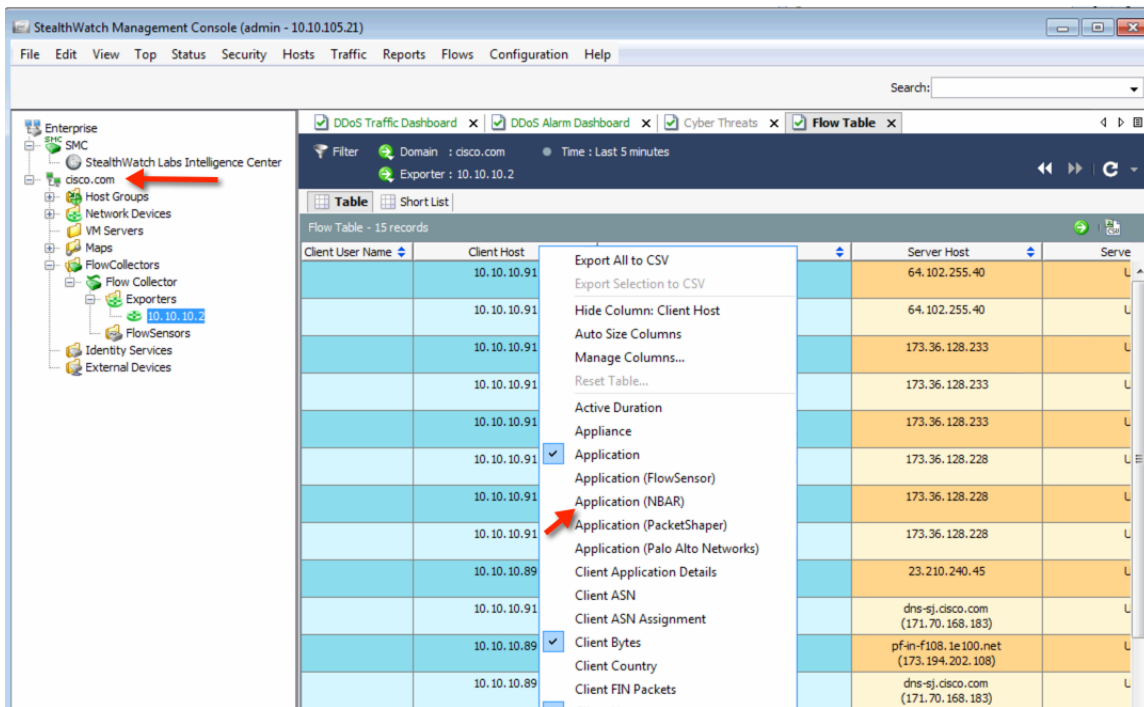 StealthWatch Management Console (admin - 10.10.105.21)
File Edit View Top Status Security Hosts Traffic Reports Flows Configuration Help
Search:
Enterprise
SMC
SMC
StealthWatch Labs Intelligence Center
cisco.com
Host Groups
Network Devices
VM Servers
Maps
FlowCollectors
Flow Collector
Exporters
10.10.10.2
FlowSensors
Identity Services
External Devices
DDoS Traffic Dashboard DDoS Alarm Dashboard Cyber Threats Flow Table
Filter Domain : cisco.com Time : Last 5 minutes
Exporter : 10.10.10.2
Table Short List
Flow Table - 15 records
Client User Name Client Host Server Host Serve
10.10.10.91 64.102.255.40 U
10.10.10.91 64.102.255.40 U
10.10.10.91 173.36.128.233 U
10.10.10.91 173.36.128.233 U
10.10.10.91 173.36.128.233 U
10.10.10.91 173.36.128.228 U
10.10.10.91 173.36.128.228 U
10.10.10.91 173.36.128.228 U
10.10.10.89 23.210.240.45 U
10.10.10.91 dns-sj.cisco.com U
(171.70.168.183)
10.10.10.89 pf-in-f108.1e100.net U
(173.194.202.108)
10.10.10.89 dns-sj.cisco.com U
(171.70.168.183)
Export All to CSV
Export Selection to CSV
Hide Column: Client Host
Auto Size Columns
Manage Columns...
Reset Table...
Active Duration
Appliance
Application
Application (FlowSensor)
Application (NBAR)
Application (PacketShaper)
Application (Palo Alto Networks)
Client Application Details
Client ASN
Client ASN Assignment
Client Bytes
Client Country
Client FIN Packets